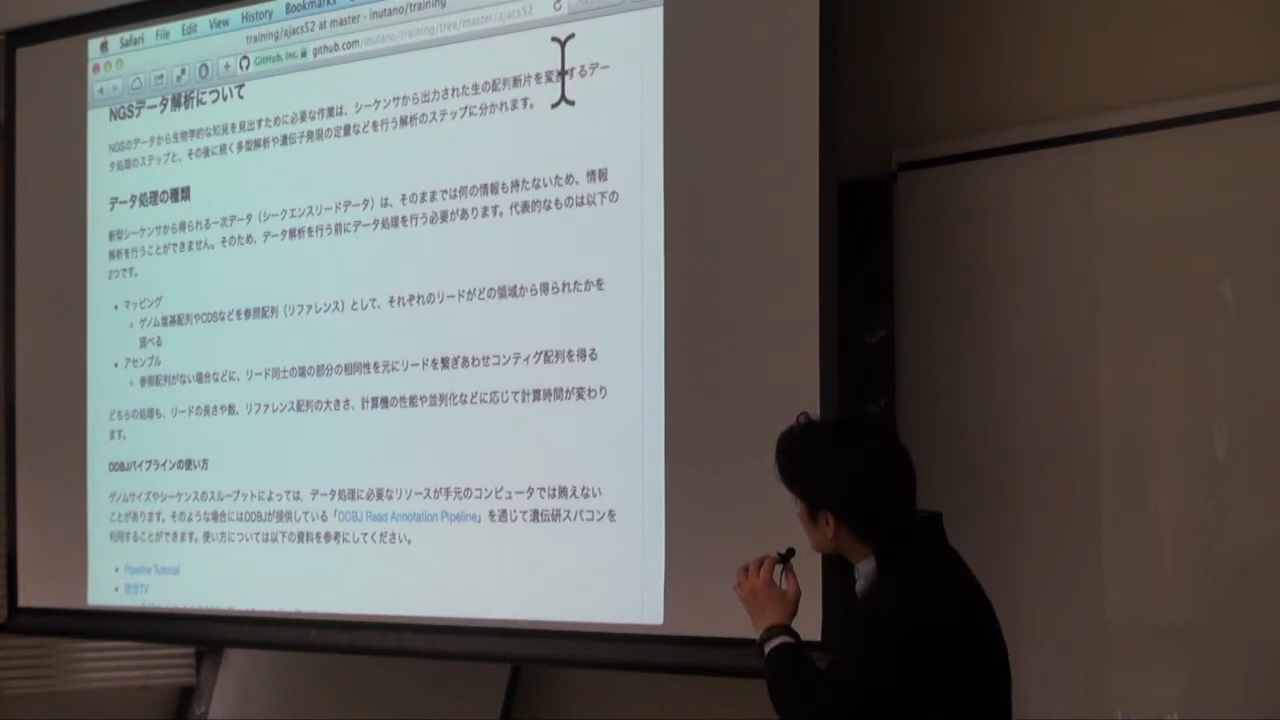 Safari File Edit View History Bookmarks
training/ajacs52 at master · inutano/training
GitHub, Inc. github.com/inutano/training/tree/master/ajacs52
NGSデータ解析について
NGSのデータから生物学的な知見を見出すために必要な作業は、シーケンサから出力された生の配列断片を変換するデー
タ処理のステップと、その後に続く多型解析や遺伝子発現の定量などを行う解析のステップに分かれます。
データ処理の種類
新型シーケンサから得られる一次データ（シークエンスリードデータ）は、そのままでは何の情報も持たないため、情報
解析を行うことができません。そのため、データ解析を行う前にデータ処理を行う必要があります。代表的なものは以下の
2つです。
• マッピング
◦ ゲノム塩基配列やCDSなどを参照配列（リファレンス）として、それぞれのリードがどの領域から得られたかを
調べる
• アセンブル
◦ 参照配列がない場合などに、リード同士の端の部分の相同性を元にリードを繋ぎあわせコンティグ配列を得る
どちらの処理も、リードの長さや数、リファレンス配列の大きさ、計算機の性能や並列化などに応じて計算時間が変わり
ます。
DDBJパイプラインの使い方
ゲノムサイズやシーケンスのスループットによっては、データ処理に必要なリソースが手元のコンピュータでは賄えない
ことがあります。そのような場合にはDDBJが提供している「DDBJ Read Annotation Pipeline」を通じて遺伝研スパコンを
利用することができます。使い方については以下の資料を参考にしてください。
• Pipeline Tutorial
• 統合TV